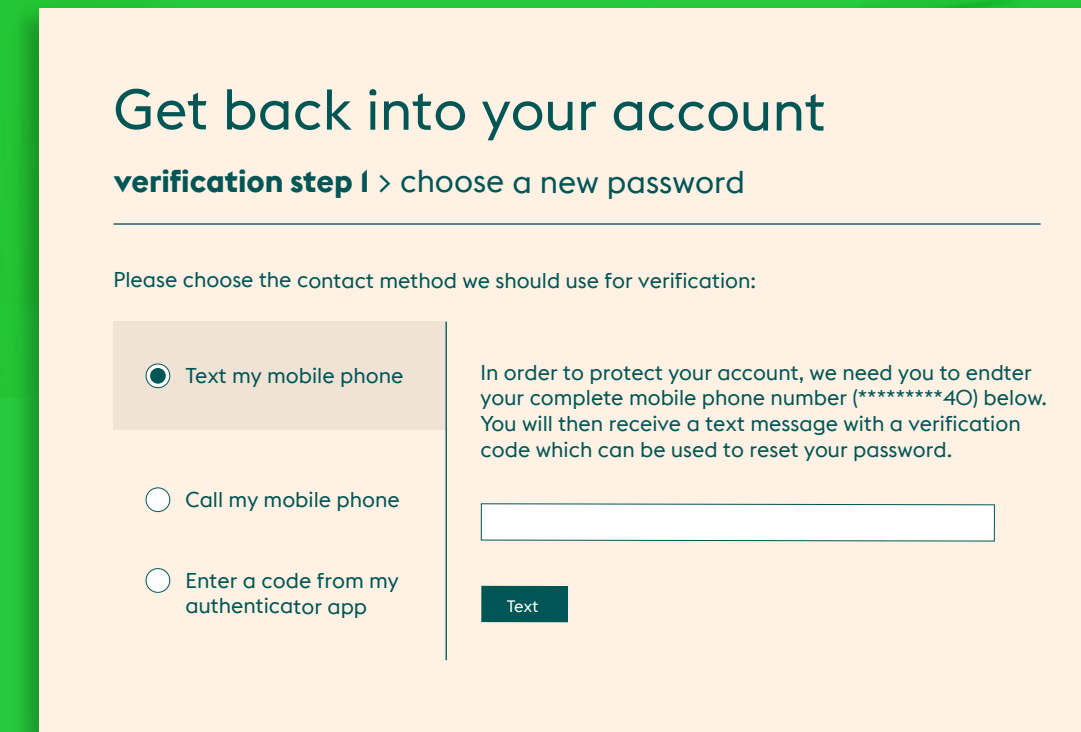 Get back into your account
verification step 1 > choose a new password
Please choose the contact method we should use for verification:
Text my mobile phone
Call my mobile phone
Enter a code from my
authenticator app
In order to protect your account, we need you to endter
your complete mobile phone number (*********40) below.
You will then receive a text message with a verification
code which can be used to reset your password.
Text